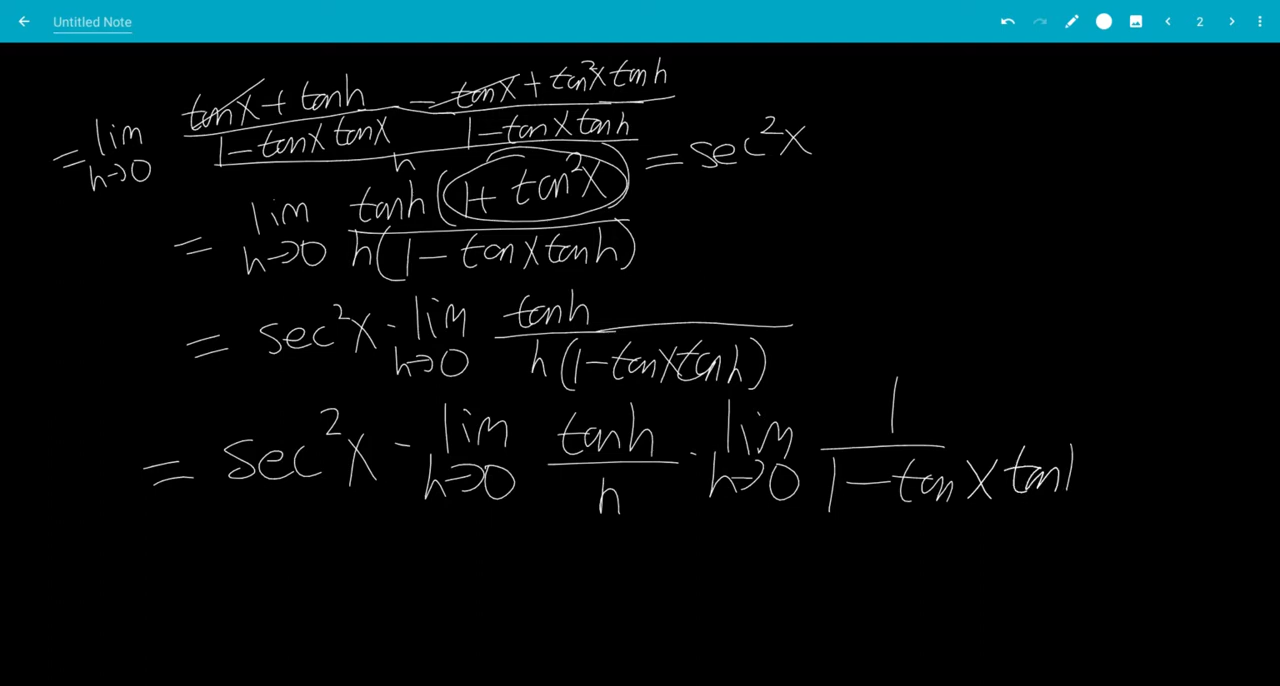 Untitled Note
2
= lim h→0 (tanx + tanh / 1 - tanx tanx - tanx + tan²x tanh / 1 - tanx tanh) / h
= lim h→0 tanh (1 + tan²x) / h(1 - tanx tanh) = sec²x
= sec²x · lim h→0 tanh / h(1 - tanx tanh)
= sec²x · lim h→0 tanh / h · lim h→0 1 / 1 - tanx tan